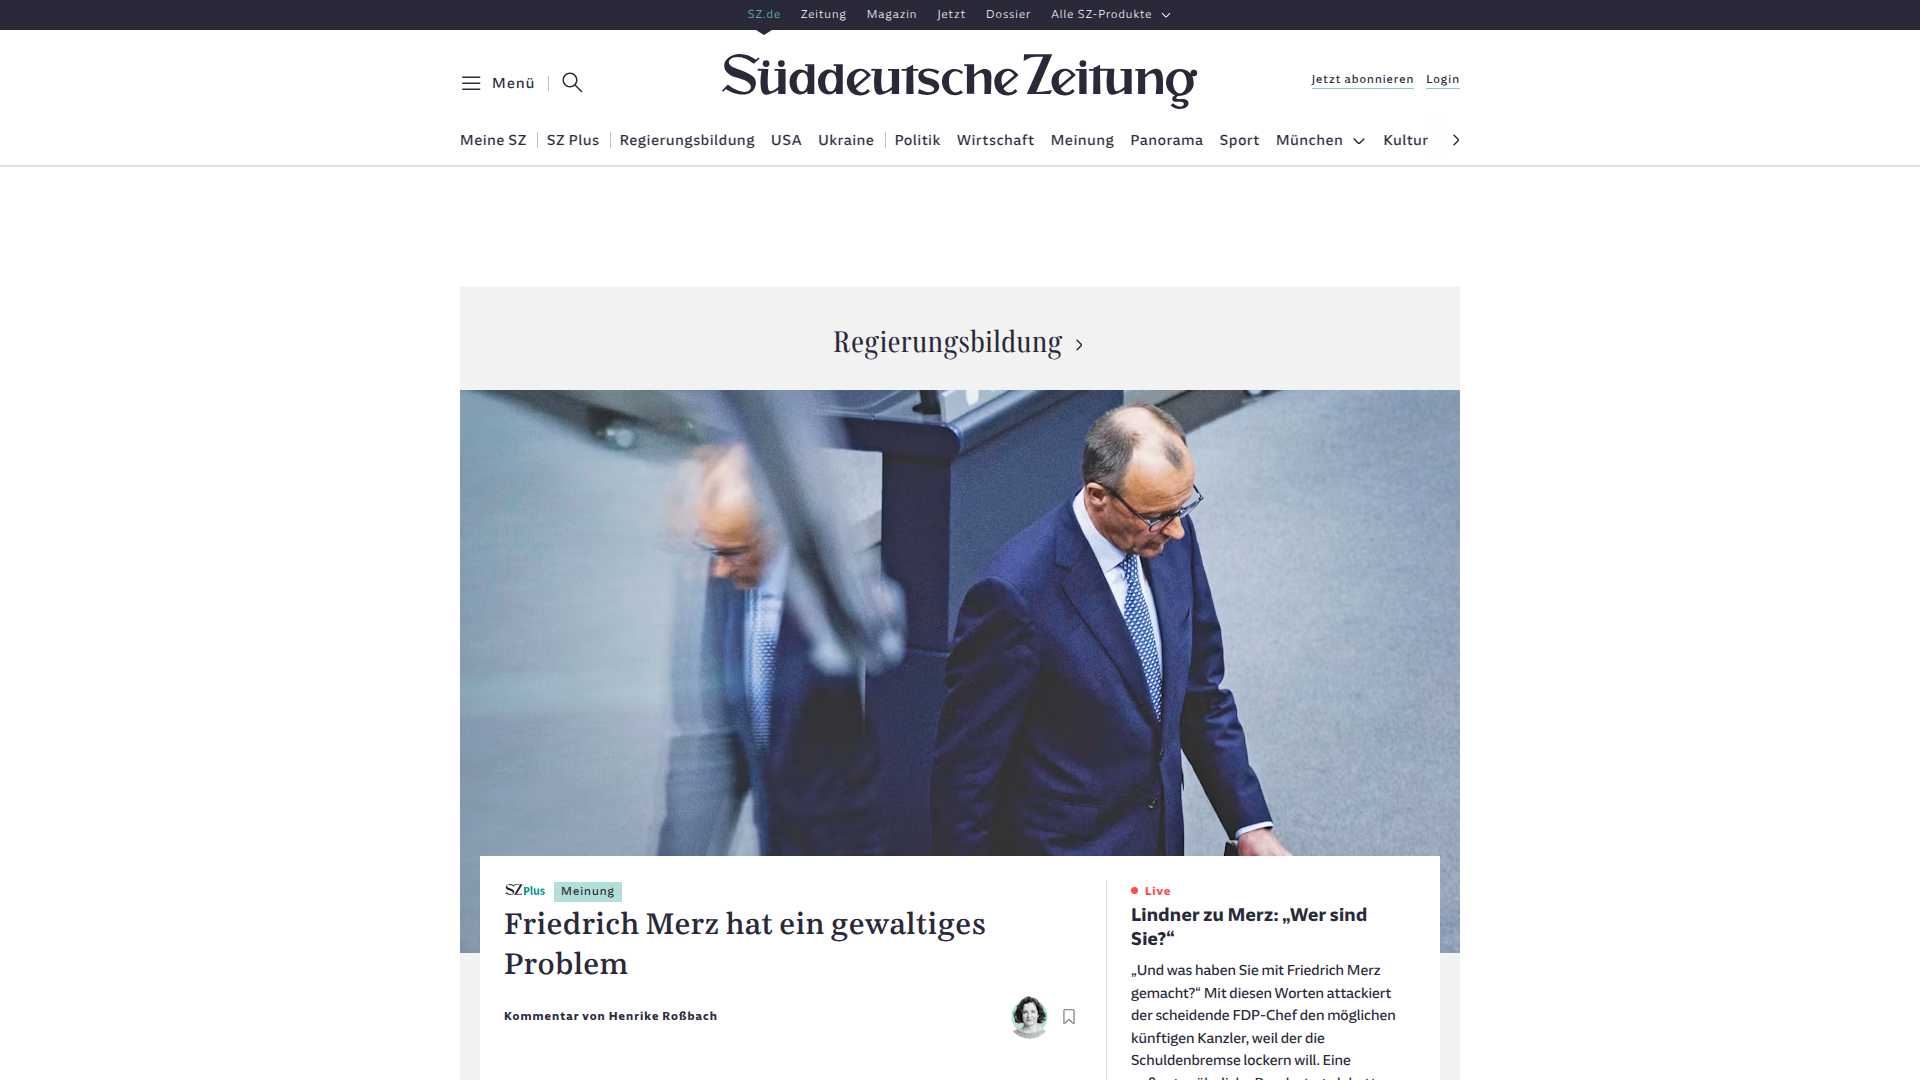 SZ.de Zeitung Magazin Jetzt Dossier Alle SZ-Produkte
Menü
Süddeutsche Zeitung
Jetzt abonnieren Login
Meine SZ SZ Plus Regierungsbildung USA Ukraine Politik Wirtschaft Meinung Panorama Sport München Kultur
Regierungsbildung
SZ Plus Meinung
Friedrich Merz hat ein gewaltiges
Problem
Kommentar von Henrike Roßbach
Live
Lindner zu Merz: „Wer sind
Sie?“
„Und was haben Sie mit Friedrich Merz
gemacht?“ Mit diesen Worten attackiert
der scheidende FDP-Chef den möglichen
künftigen Kanzler, weil der die
Schuldenbremse lockern will. Eine